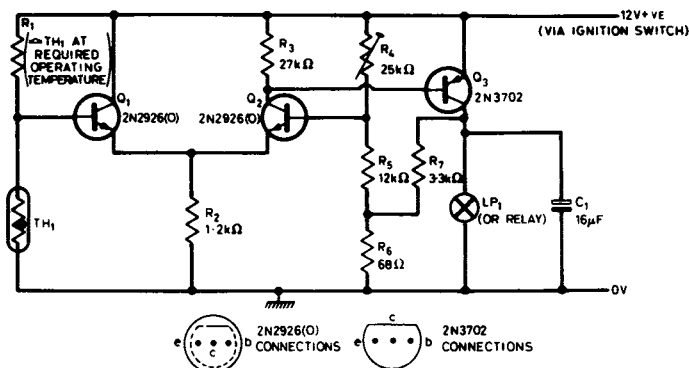 R1
(≏ TH1 AT
REQUIRED
OPERATING
TEMPERATURE)
R3
27kΩ
R4
25kΩ
12V+VE
(VIA IGNITION SWITCH)
Q1
2N2926(O)
Q2
2N2926(O)
Q3
2N3702
R5
12kΩ
R7
3·3kΩ
TH1
R2
1·2kΩ
R6
68Ω
LP1
(OR RELAY)
C1
16μF
0V
e c b
2N2926(O)
CONNECTIONS
e c b
2N3702
CONNECTIONS